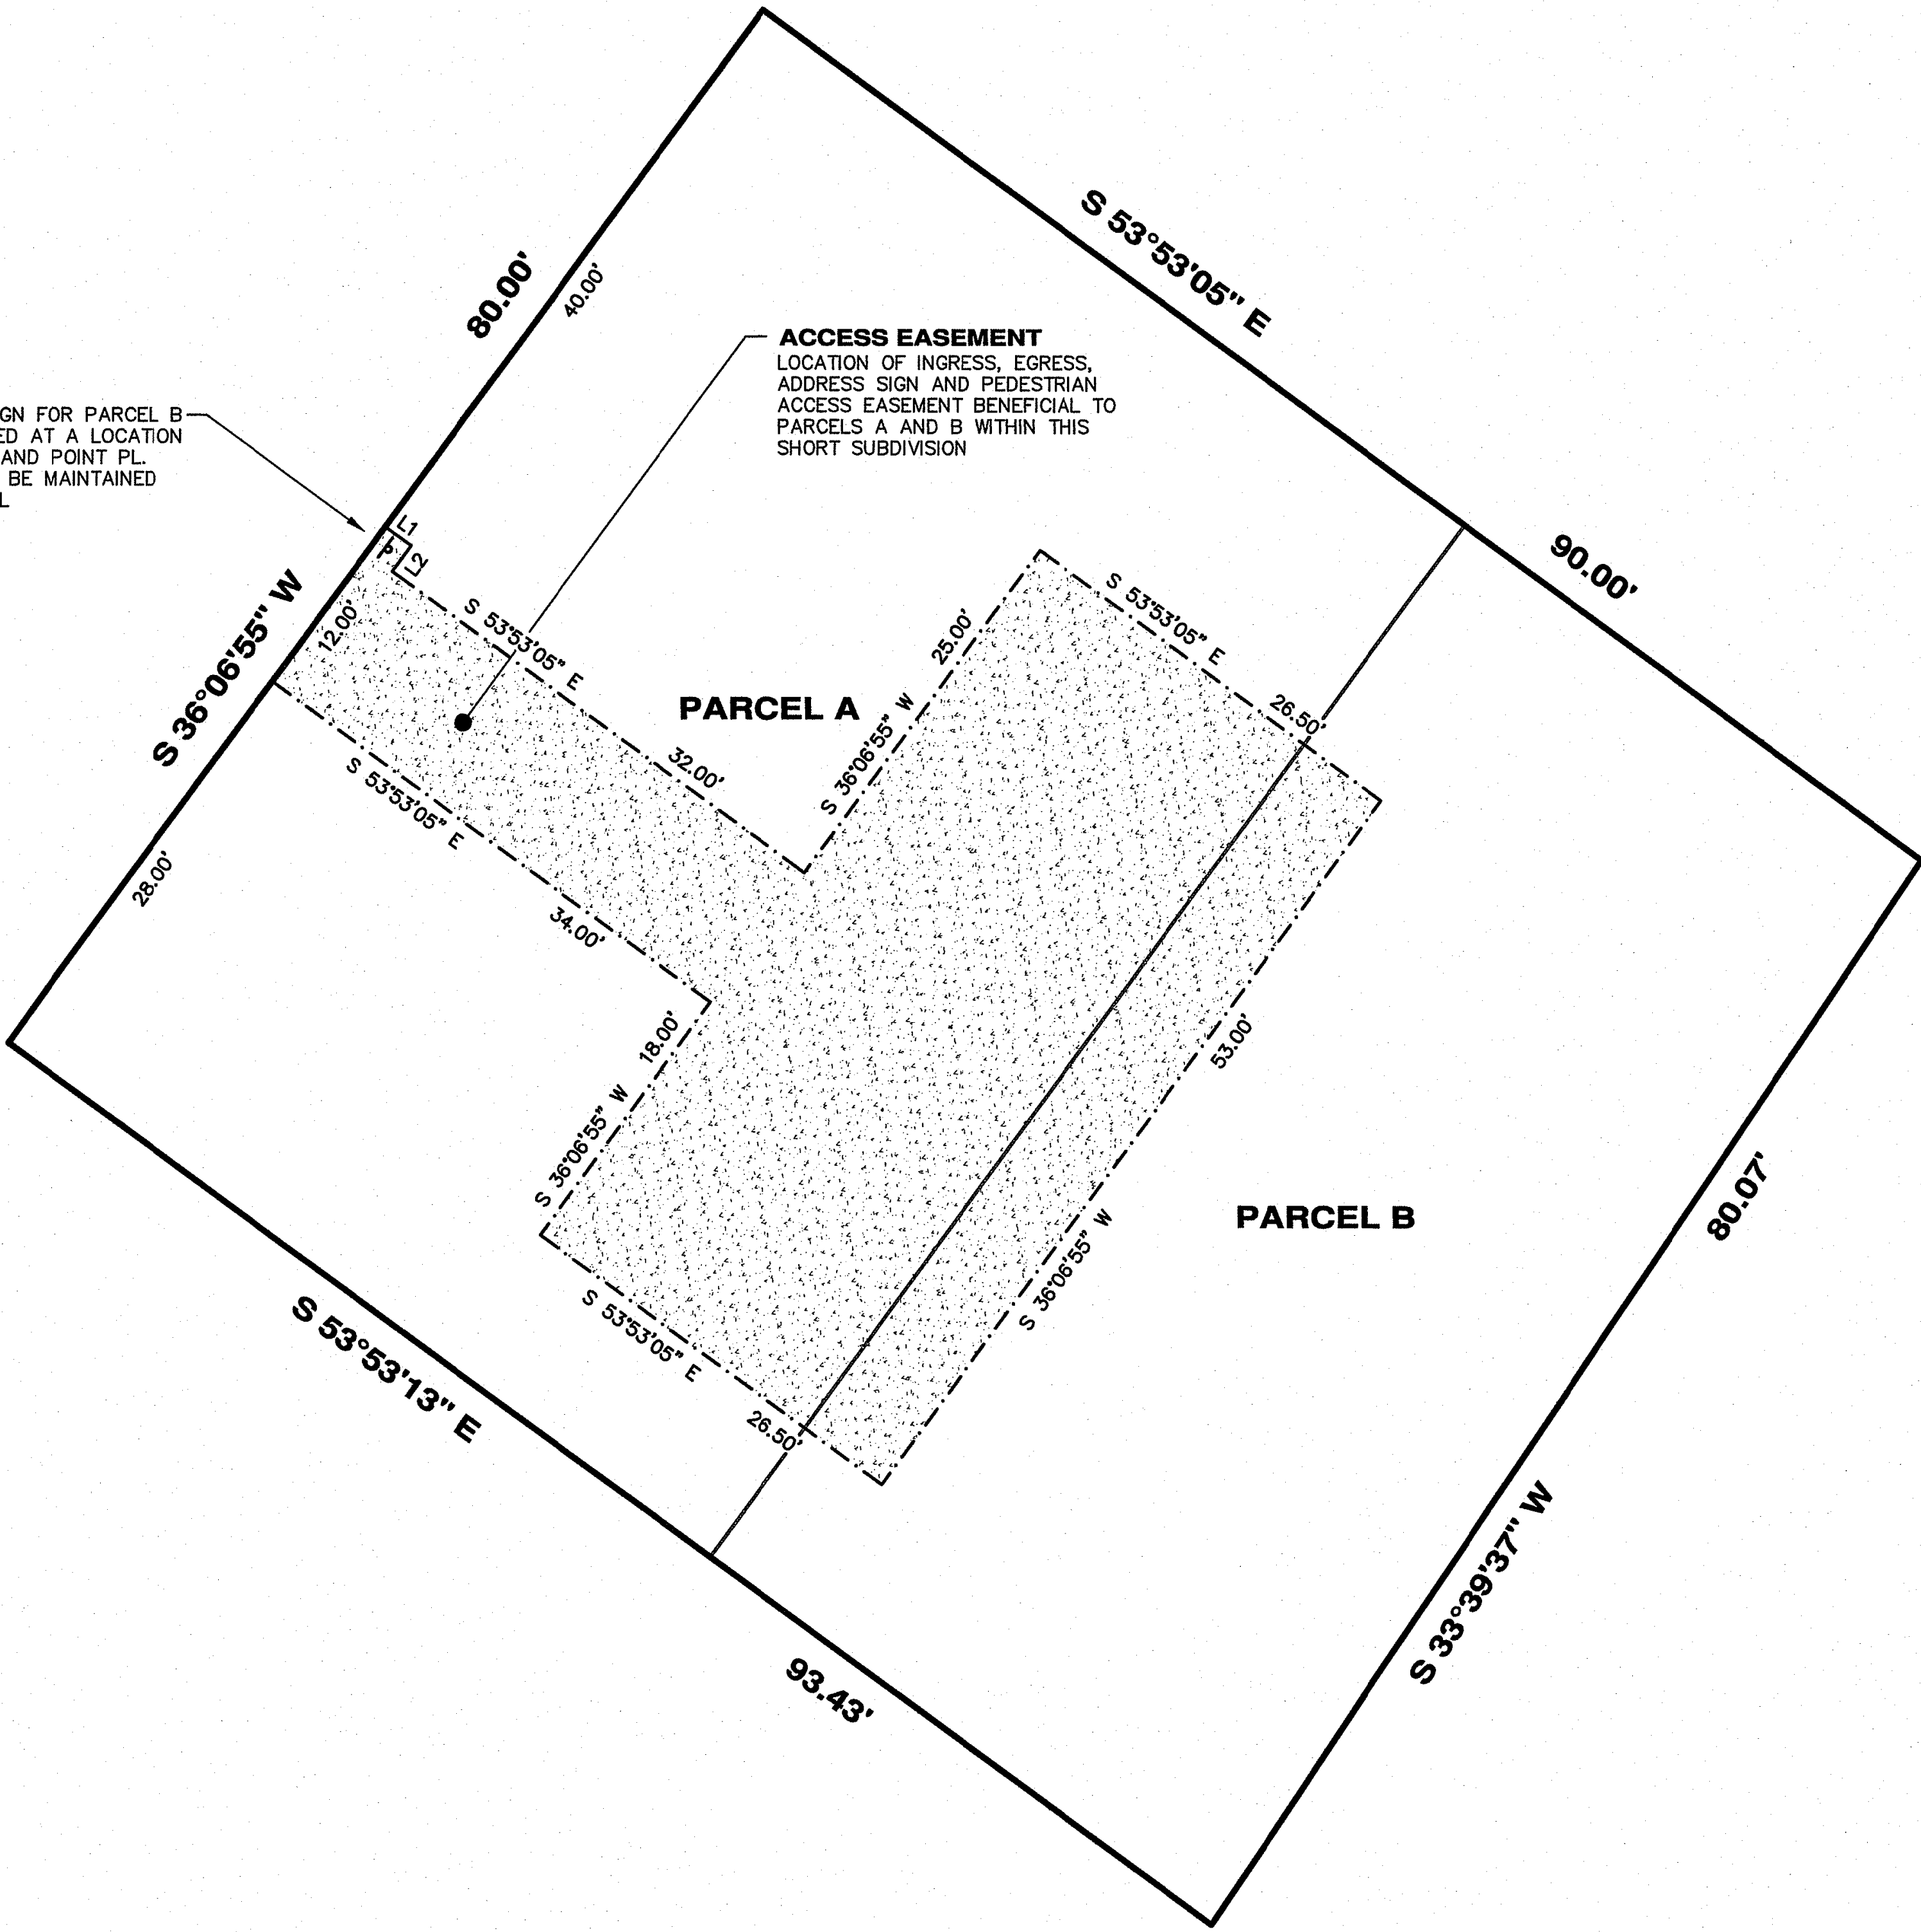 S 53°53'05" E
80.00'
40.00'
ACCESS EASEMENT
LOCATION OF INGRESS, EGRESS,
ADDRESS SIGN AND PEDESTRIAN
ACCESS EASEMENT BENEFICIAL TO
PARCELS A AND B WITHIN THIS
SHORT SUBDIVISION
GN FOR PARCEL B
ED AT A LOCATION
AND POINT PL.
BE MAINTAINED
L
L1
L2
90.00'
S 36°06'55" W
12.00'
S 53°53'05" E
32.00'
PARCEL A
25.00'
S 36°06'55" W
S 53°53'05" E
26.50'
28.00'
S 53°53'05" E
34.00'
18.00'
S 36°06'55" W
53.00'
S 36°06'55" W
PARCEL B
80.07'
S 53°53'05" E
26.50'
S 53°53'13" E
S 33°39'37" W
93.43'